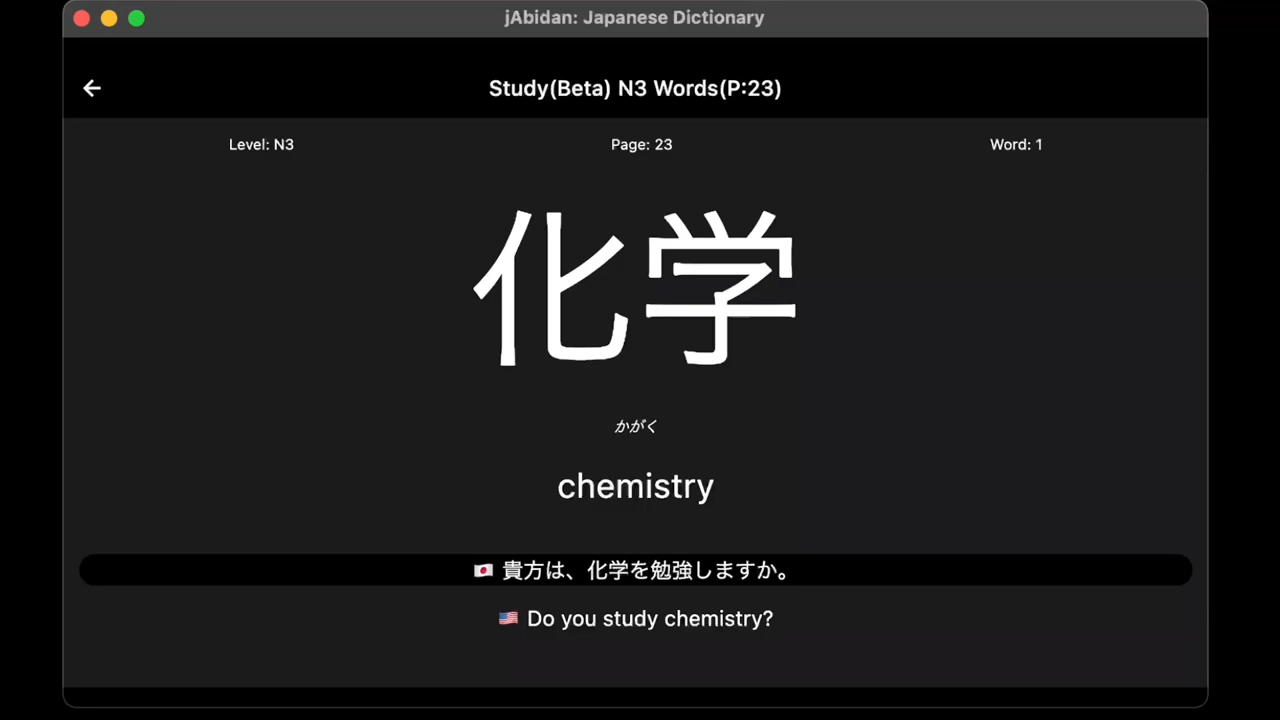 jAbidan: Japanese Dictionary
Study(Beta) N3 Words(P:23)
Level: N3
Page: 23
Word: 1
化学
かがく
chemistry
🇯🇵 貴方は、化学を勉強しますか。
🇺🇸 Do you study chemistry?